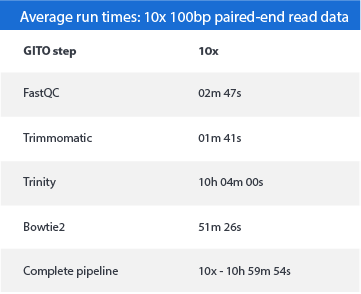 Average run times: 10x 100bp paired-end read data
GITO step 10x
FastQC 02m 47s
Trimmomatic 01m 41s
Trinity 10h 04m 00s
Bowtie2 51m 26s
Complete pipeline 10x - 10h 59m 54s